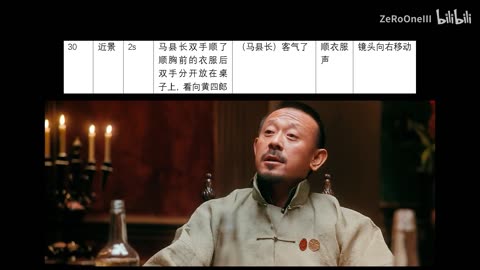 ZeRoOneIII bilibili
30 近景 2s 马县长双手顺了 （马县长）客气了 顺衣服 镜头向右移动
顺胸前的衣服后 声
双手分开放在桌
子上，看向黄四郎